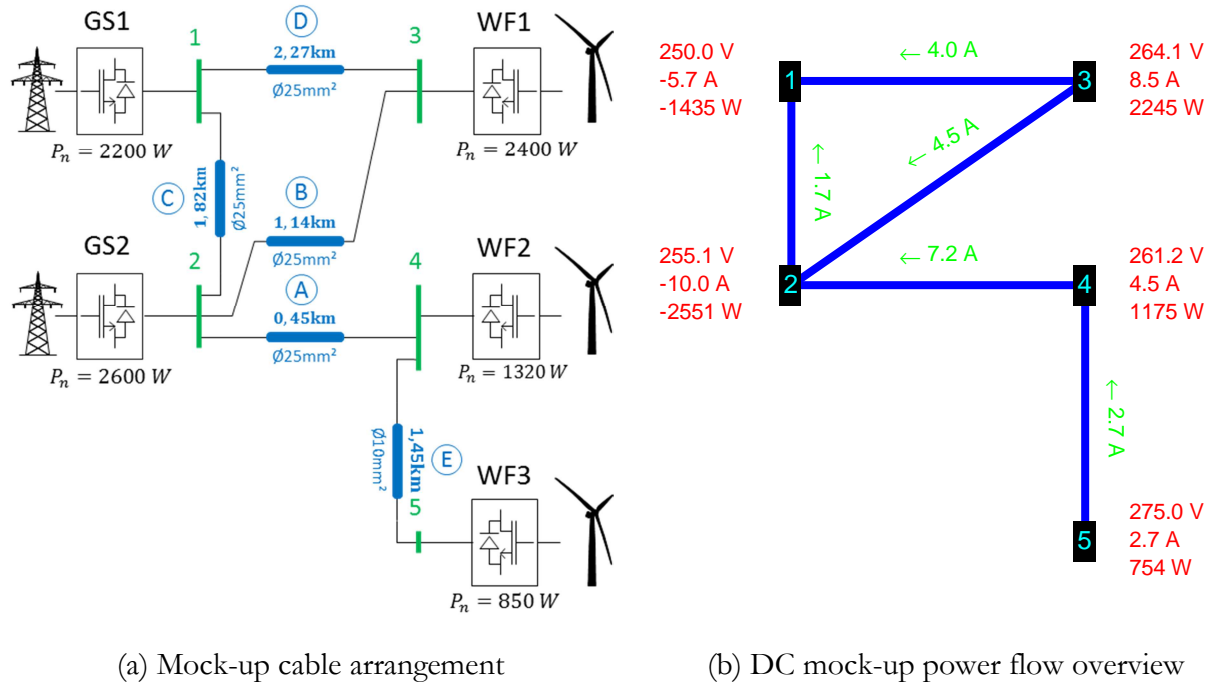 GS1
1
D
2,27km
Ø25mm²
3
WF1
P_n = 2200 W
P_n = 2400 W
C
1,82km
Ø25mm²
B
1,14km
Ø25mm²
GS2
2
A
0,45km
Ø25mm²
4
WF2
P_n = 2600 W
P_n = 1320 W
1,45km
Ø10mm²
E
5
WF3
P_n = 850 W
(a) Mock-up cable arrangement
250.0 V
-5.7 A
-1435 W
1
← 4.0 A
3
264.1 V
8.5 A
2245 W
← 4.5 A
← 1.7 A
255.1 V
-10.0 A
-2551 W
2
← 7.2 A
4
261.2 V
4.5 A
1175 W
← 2.7 A
5
275.0 V
2.7 A
754 W
(b) DC mock-up power flow overview